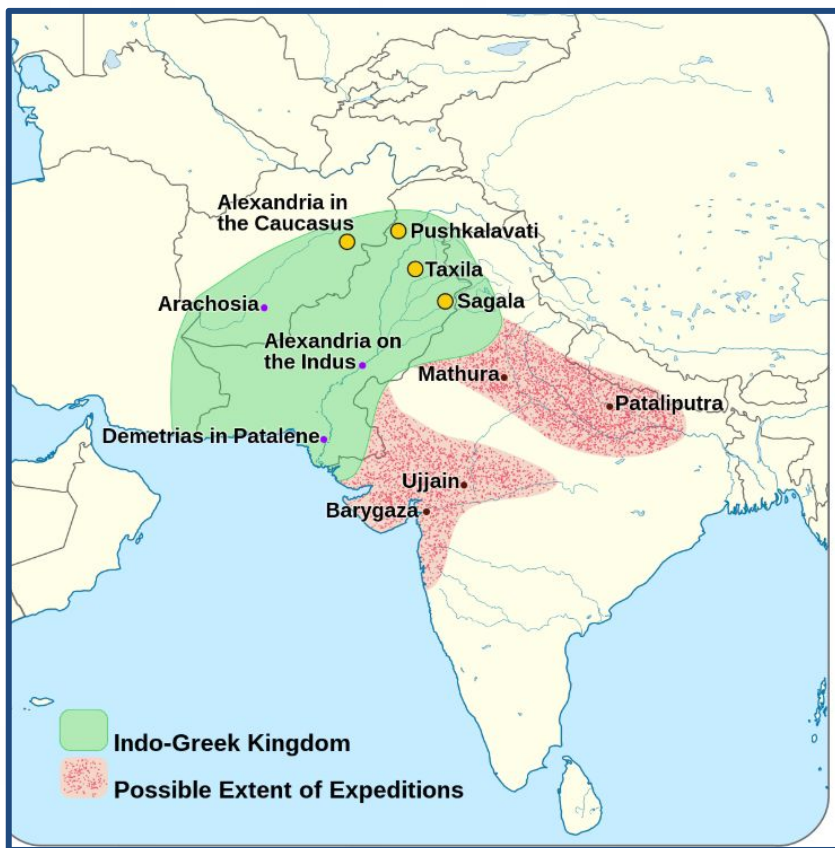 Alexandria in
the Caucasus
Pushkalavati
Taxila
Sagala
Arachosia
Alexandria on
the Indus
Mathura
Pataliputra
Demetrias in Patalene
Ujjain
Barygaza
Indo-Greek Kingdom
Possible Extent of Expeditions